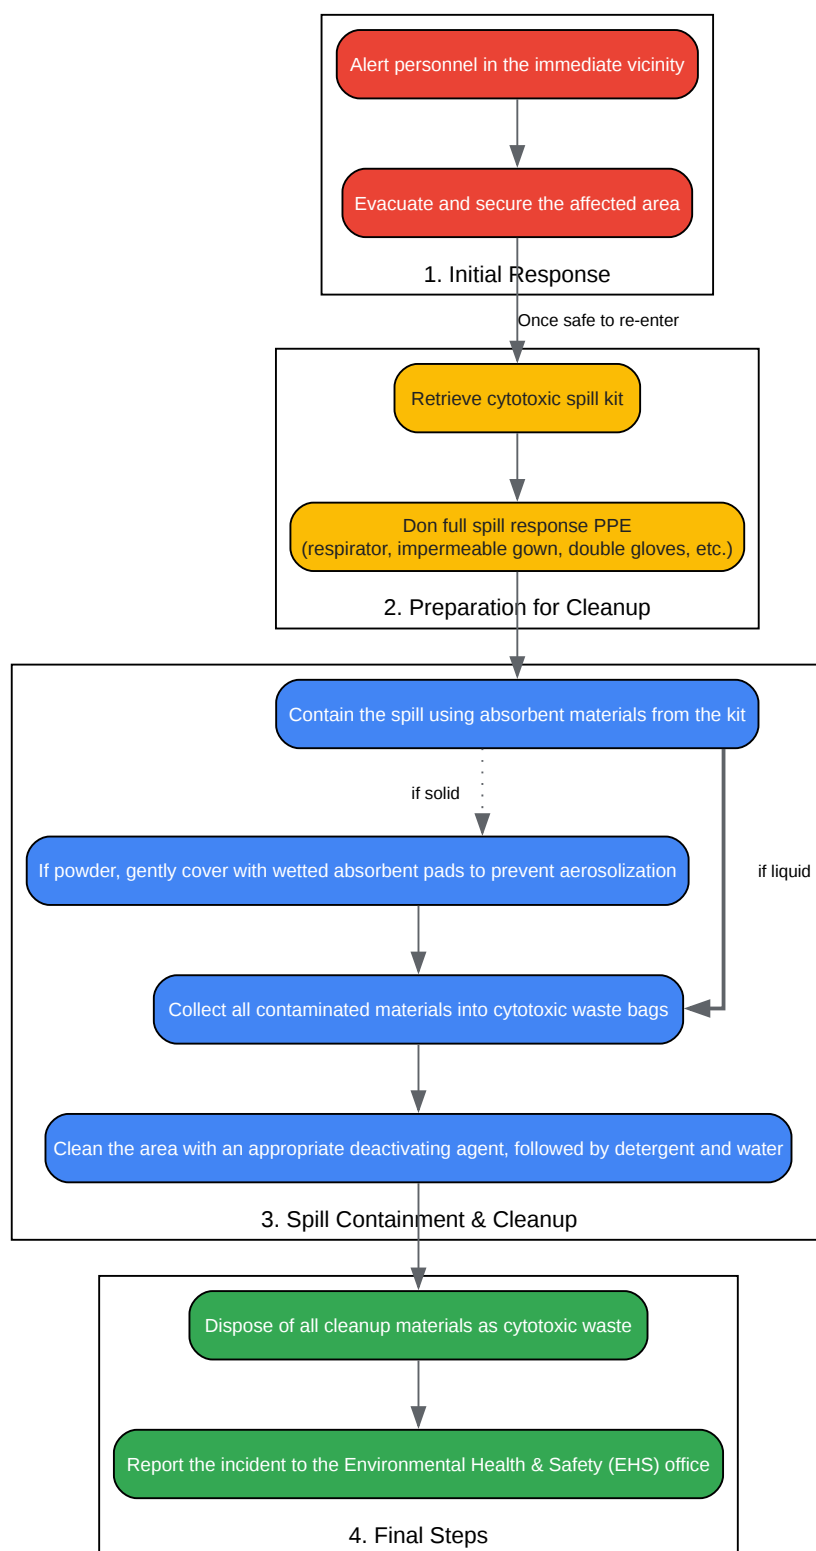 Alert personnel in the immediate vicinity
Evacuate and secure the affected area
1. Initial Response
Once safe to re-enter
Retrieve cytotoxic spill kit
Don full spill response PPE
(respirator, impermeable gown, double gloves, etc.)
2. Preparation for Cleanup
Contain the spill using absorbent materials from the kit
if solid
If powder, gently cover with wetted absorbent pads to prevent aerosolization
if liquid
Collect all contaminated materials into cytotoxic waste bags
Clean the area with an appropriate deactivating agent, followed by detergent and water
3. Spill Containment & Cleanup
Dispose of all cleanup materials as cytotoxic waste
Report the incident to the Environmental Health & Safety (EHS) office
4. Final Steps